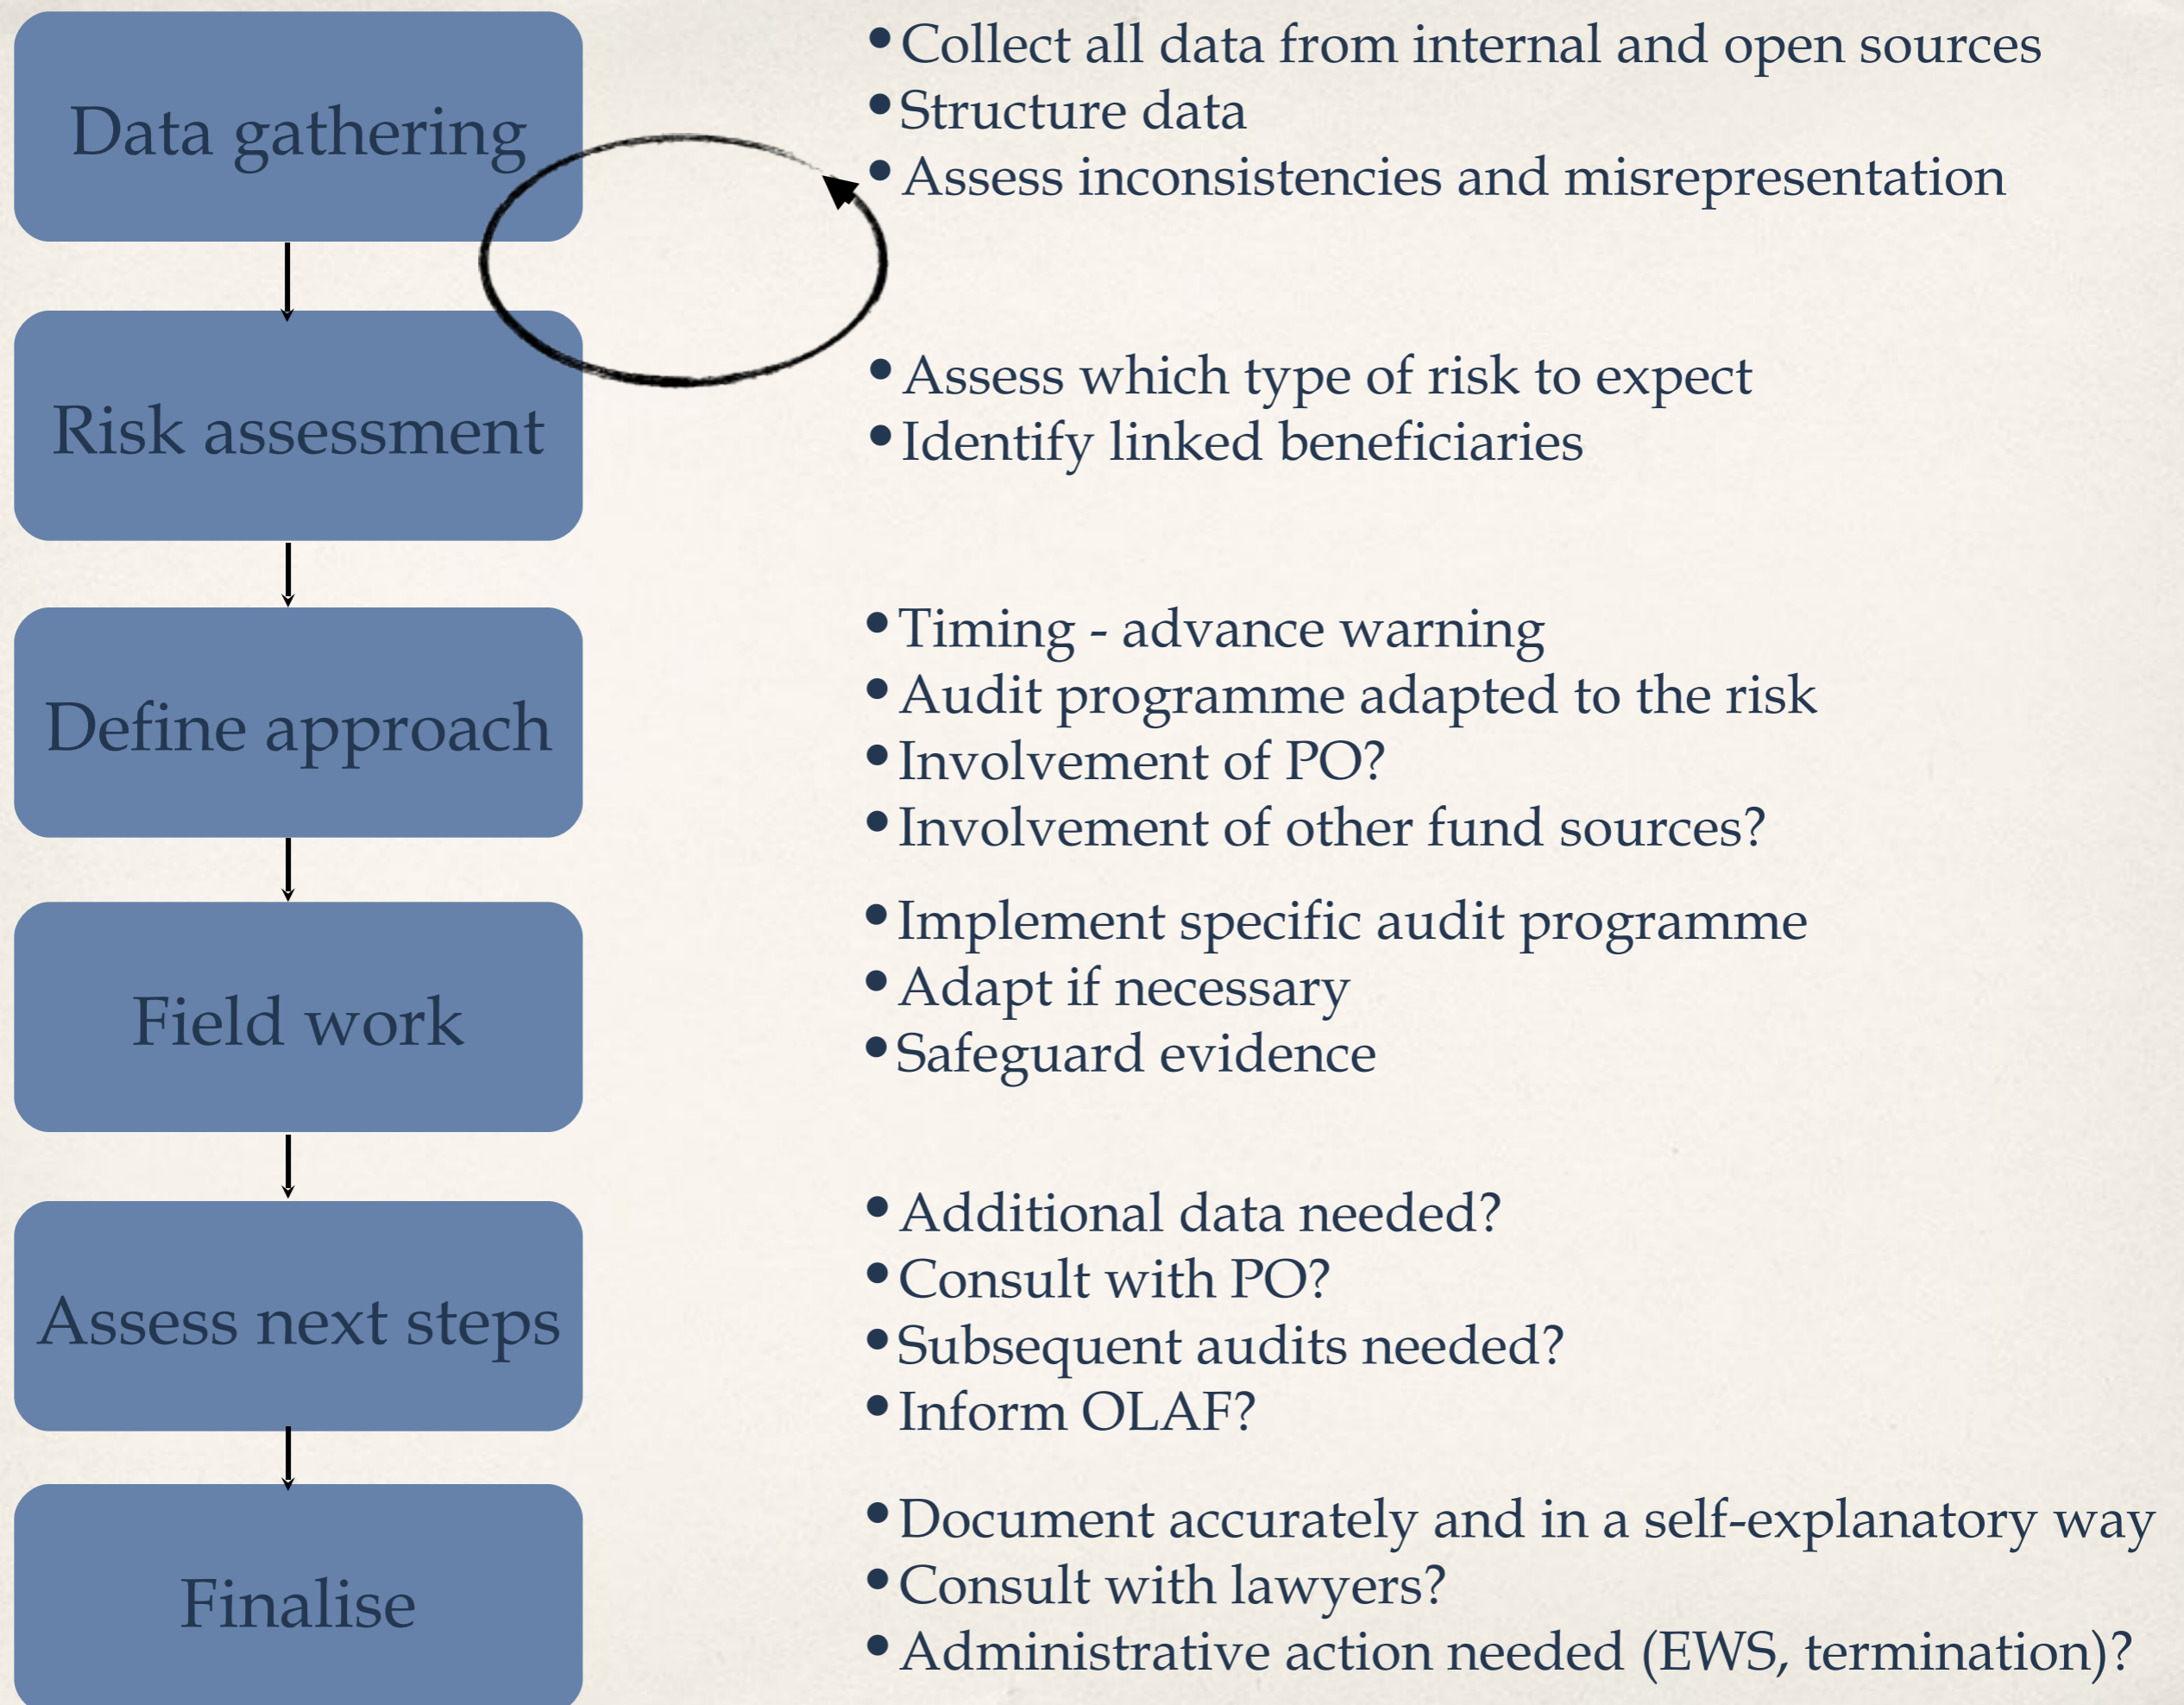 Data gathering
• Collect all data from internal and open sources
• Structure data
• Assess inconsistencies and misrepresentation
Risk assessment
• Assess which type of risk to expect
• Identify linked beneficiaries
Define approach
• Timing - advance warning
• Audit programme adapted to the risk
• Involvement of PO?
• Involvement of other fund sources?
Field work
• Implement specific audit programme
• Adapt if necessary
• Safeguard evidence
Assess next steps
• Additional data needed?
• Consult with PO?
• Subsequent audits needed?
• Inform OLAF?
Finalise
• Document accurately and in a self-explanatory way
• Consult with lawyers?
• Administrative action needed (EWS, termination)?